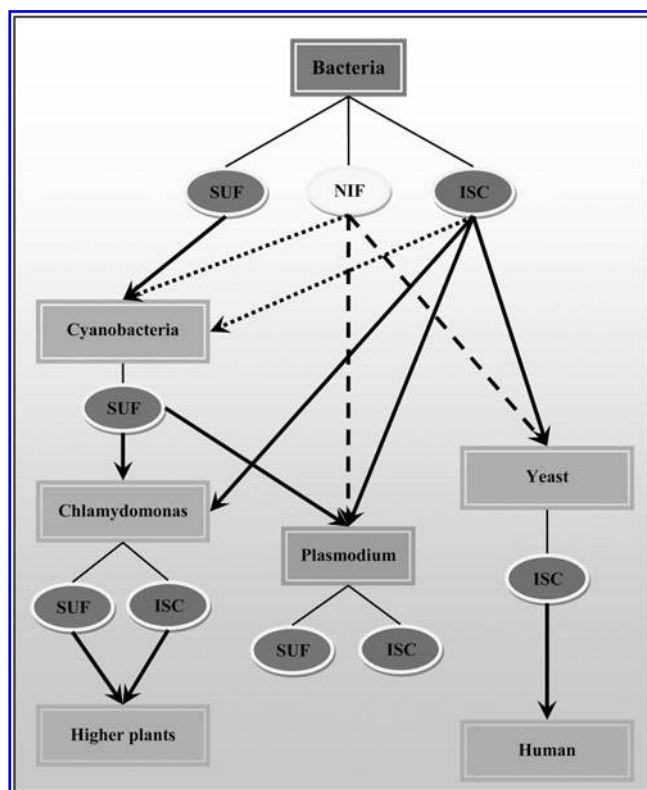 Bacteria
SUF
NIF
ISC
Cyanobacteria
SUF
Yeast
Chlamydomonas
Plasmodium
ISC
SUF
ISC
SUF
ISC
Higher plants
Human